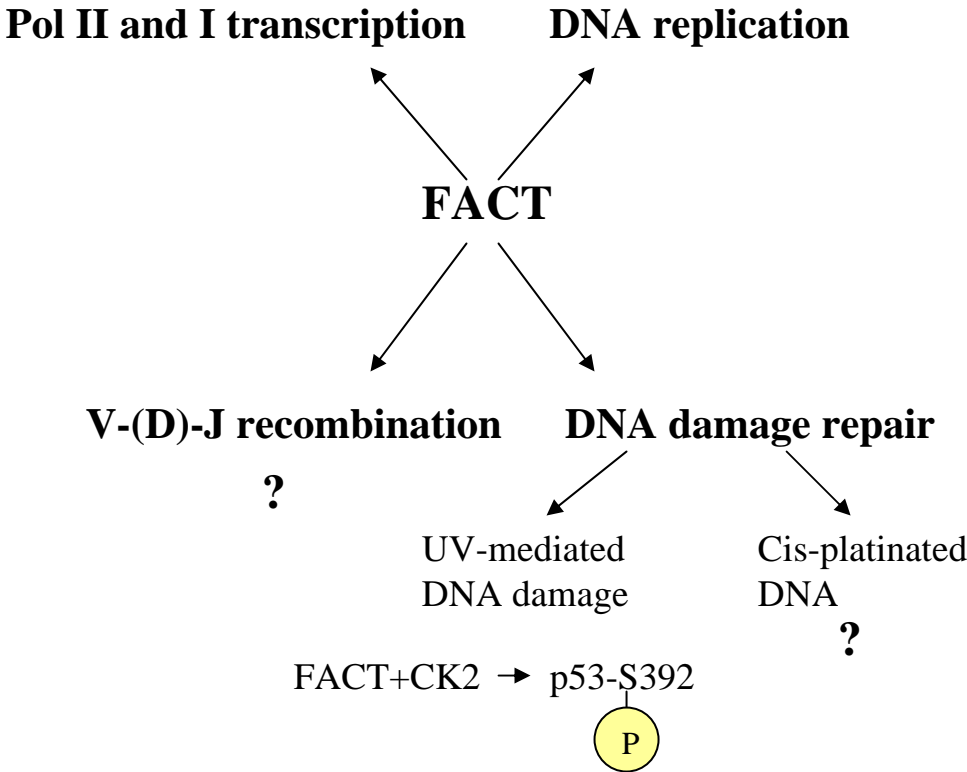 Pol II and I transcription
DNA replication
FACT
V-(D)-J recombination
?
DNA damage repair
UV-mediated
DNA damage
Cis-platinated
DNA
?
FACT+CK2 → p53-S392
P